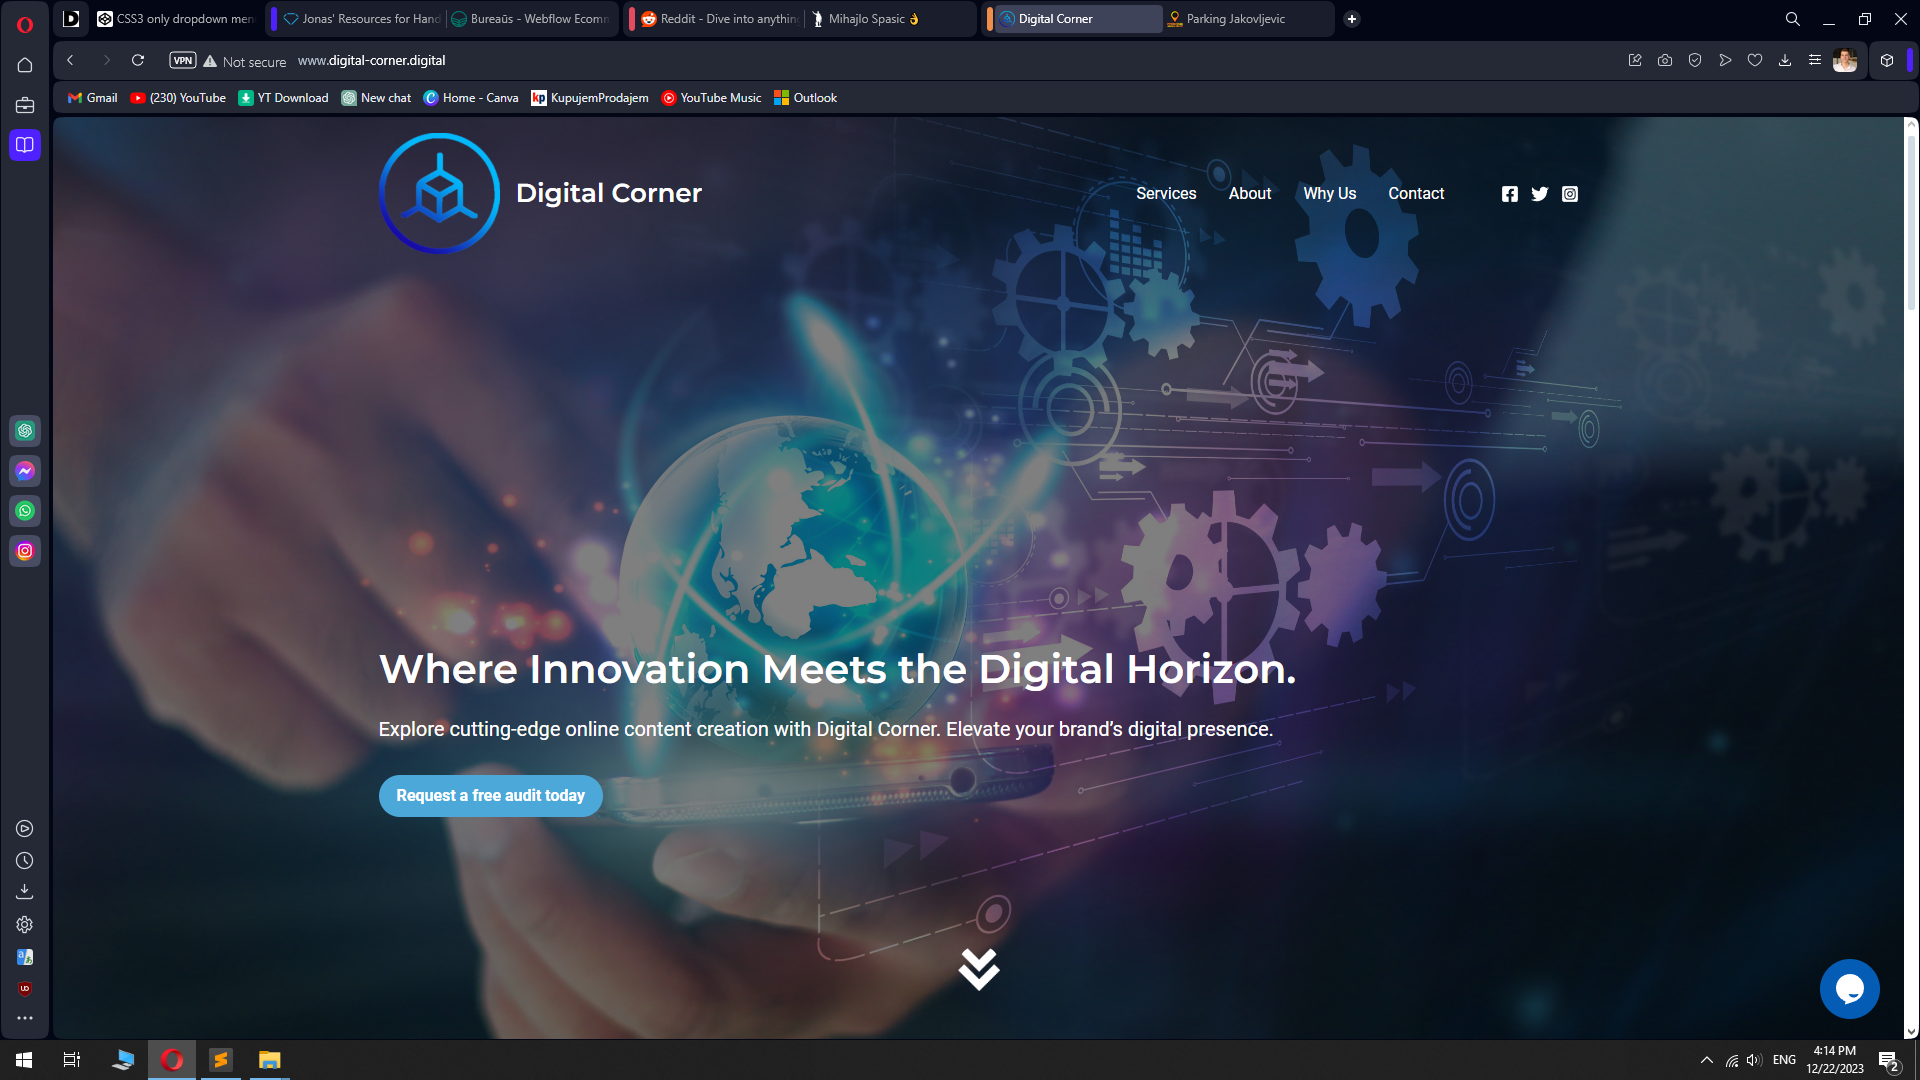 CSS3 only dropdown men
Jonas' Resources for Hand
Bureaūs - Webflow Ecomm
Reddit - Dive into anything
Mihajlo Spasic 👌
Digital Corner
Parking Jakovljevic
VPN
Not secure
www.digital-corner.digital
Gmail
(230) YouTube
YT Download
New chat
Home - Canva
kp
KupujemProdajem
YouTube Music
Outlook
Digital Corner
Services
About
Why Us
Contact
Where Innovation Meets the Digital Horizon.
Explore cutting-edge online content creation with Digital Corner. Elevate your brand’s digital presence.
Request a free audit today
ENG
4:14 PM
12/22/2023
2